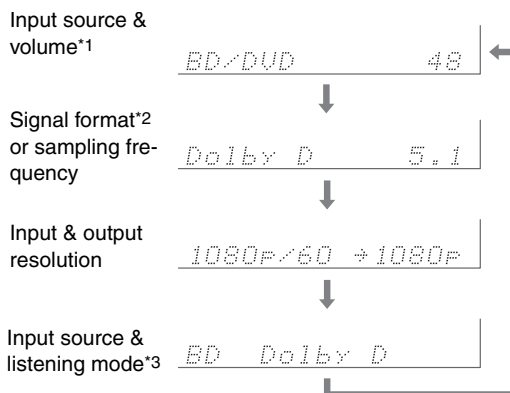 Input source &
volume*1
BD/DVD 48
Signal format*2
or sampling fre-
quency
Dolby D 5.1
Input & output
resolution
1080p/60 →1080p
Input source &
listening mode*3
BD Dolby D